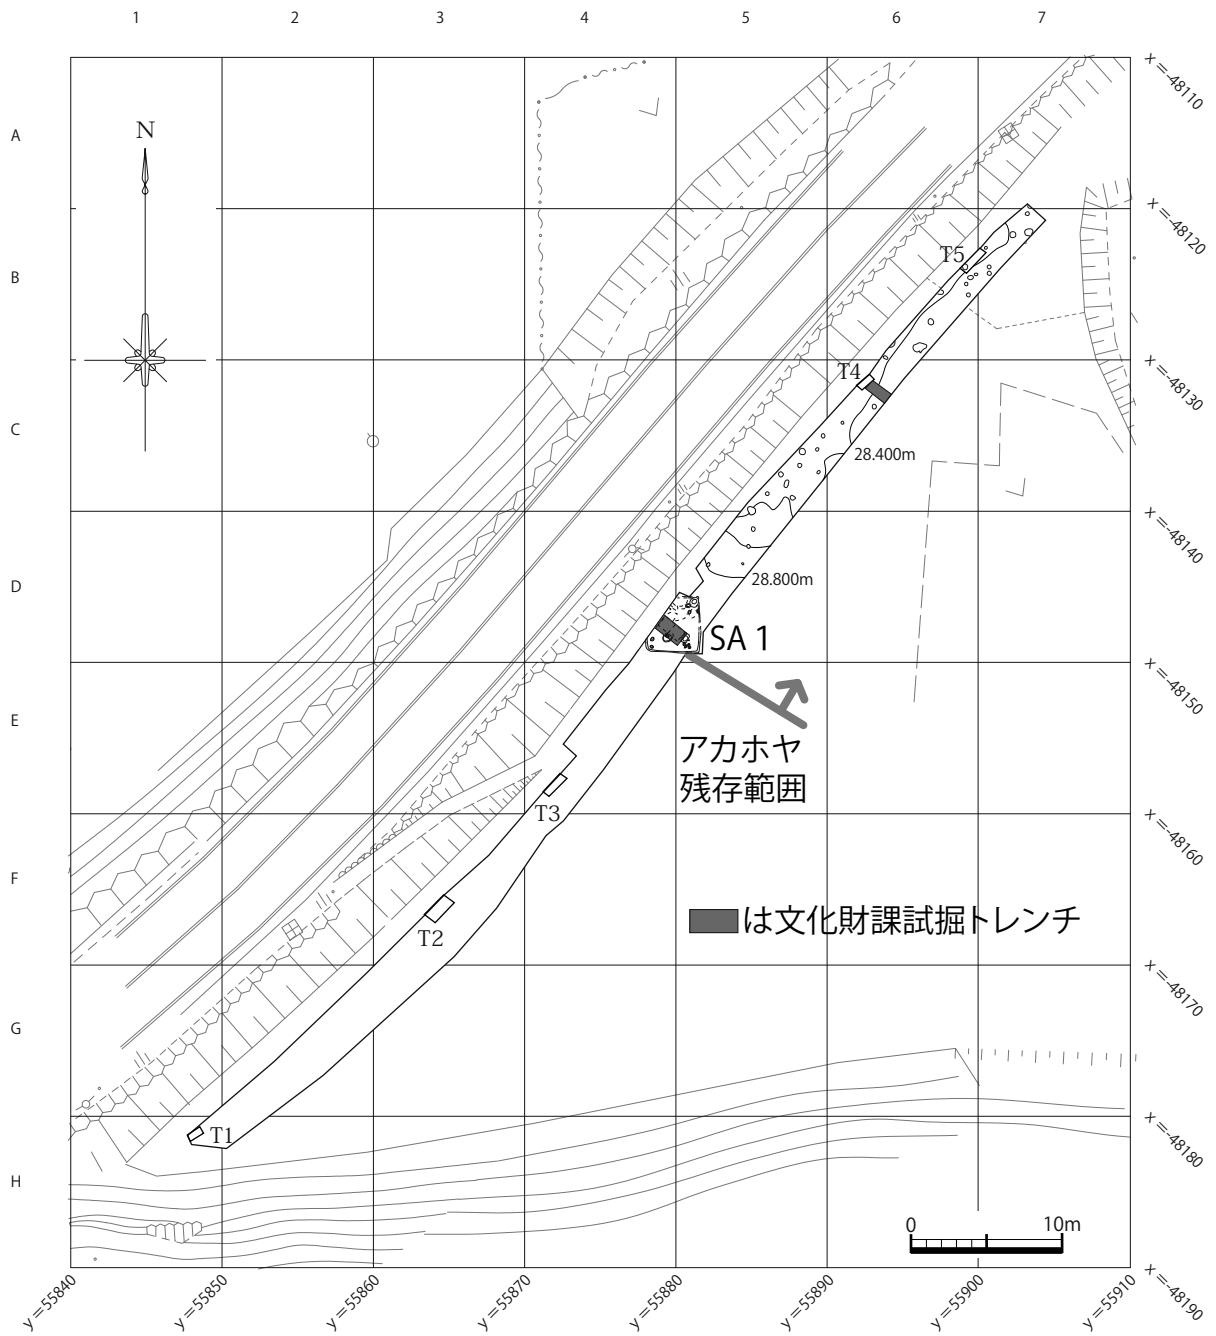 1 2 3 4 5 6 7
x =-48110
A
N
x =-48120
B
T5
x =-48130
T4
C
28.400m
x =-48140
D
28.800m
SA 1
x =-48150
E
アカホヤ
残存範囲
T3
x =-48160
F
は文化財課試掘トレンチ
T2
x =-48170
G
T1
x =-48180
H
0 10m
x =-48190
y =55840 y =55850 y =55860 y =55870 y =55880 y =55890 y =55900 y =55910